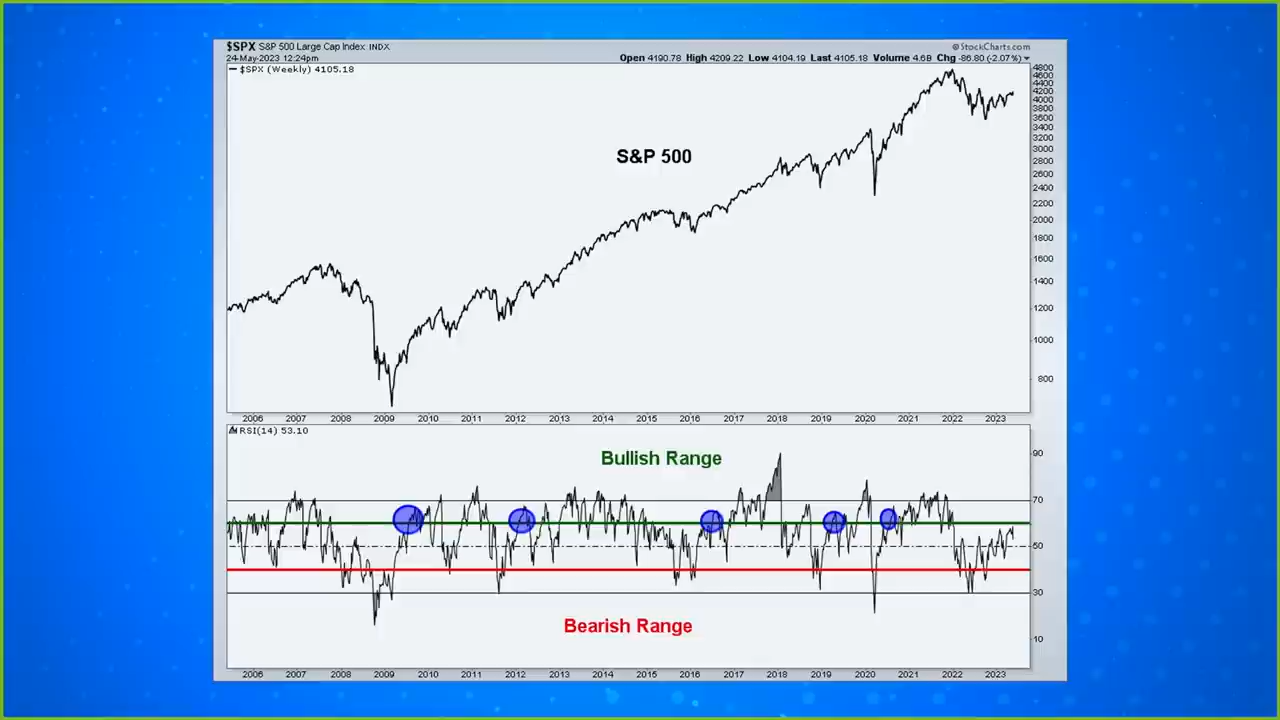 $SPX S&P 500 Large Cap Index INDX
© StockCharts.com
24-May-2023 12:24pm
Open 4190.78 High 4209.22 Low 4104.19 Last 4105.18 Volume 4.6B Chg -86.80 (-2.07%)
$SPX (Weekly) 4105.18
4800
4600
4400
4200
4000
3800
3600
3400
3200
3000
2800
2600
2400
2200
2000
1800
1600
1400
1200
1000
800
S&P 500
2006 2007 2008 2009 2010 2011 2012 2013 2014 2015 2016 2017 2018 2019 2020 2021 2022 2023
RSI(14) 53.10
Bullish Range
90
70
50
30
10
Bearish Range
2006 2007 2008 2009 2010 2011 2012 2013 2014 2015 2016 2017 2018 2019 2020 2021 2022 2023